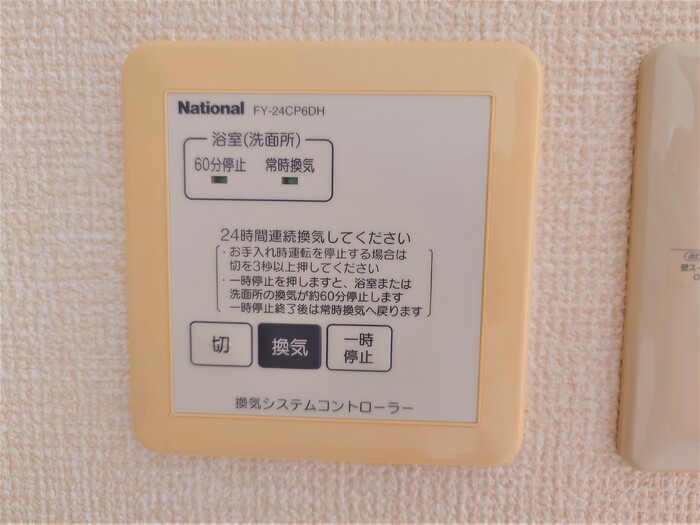 National FY-24CP6DH
浴室(洗面所)
60分停止 常時換気
24時間連続換気してください
・お手入れ時運転を停止する場合は
切を3秒以上押してください
・一時停止を押しますと、浴室または
洗面所の換気が約60分停止します
一時停止終了後は常時換気へ戻ります
切 換気 一時
停止
換気システムコントローラー